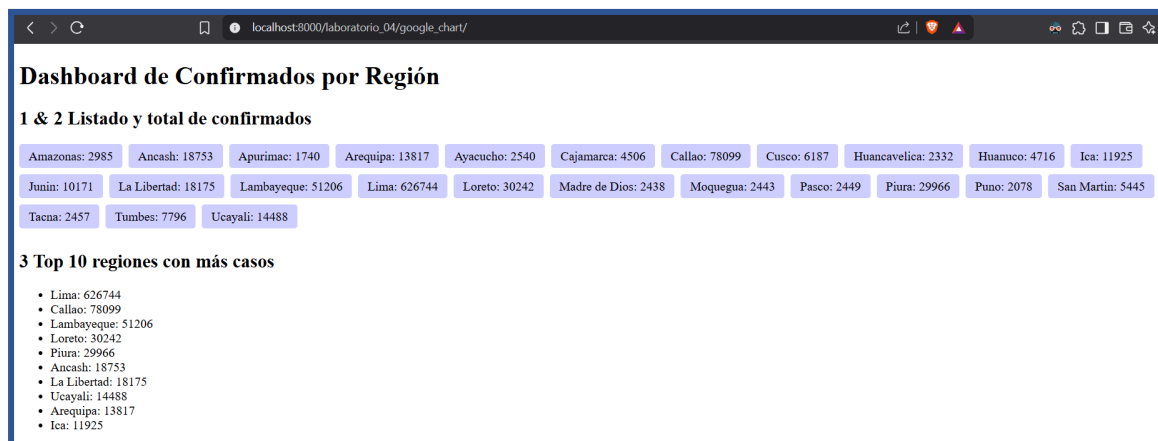 localhost:8000/laboratorio_04/google_chart/
Dashboard de Confirmados por Región
1 & 2 Listado y total de confirmados
Amazonas: 2985 Ancash: 18753 Apurimac: 1740 Arequipa: 13817 Ayacucho: 2540 Cajamarca: 4506 Callao: 78099 Cusco: 6187 Huancavelica: 2332 Huanuco: 4716 Ica: 11925
Junin: 10171 La Libertad: 18175 Lambayeque: 51206 Lima: 626744 Loreto: 30242 Madre de Dios: 2438 Moquegua: 2443 Pasco: 2449 Piura: 29966 Puno: 2078 San Martin: 5445
Tacna: 2457 Tumbes: 7796 Ucayali: 14488
3 Top 10 regiones con más casos
• Lima: 626744
• Callao: 78099
• Lambayeque: 51206
• Loreto: 30242
• Piura: 29966
• Ancash: 18753
• La Libertad: 18175
• Ucayali: 14488
• Arequipa: 13817
• Ica: 11925